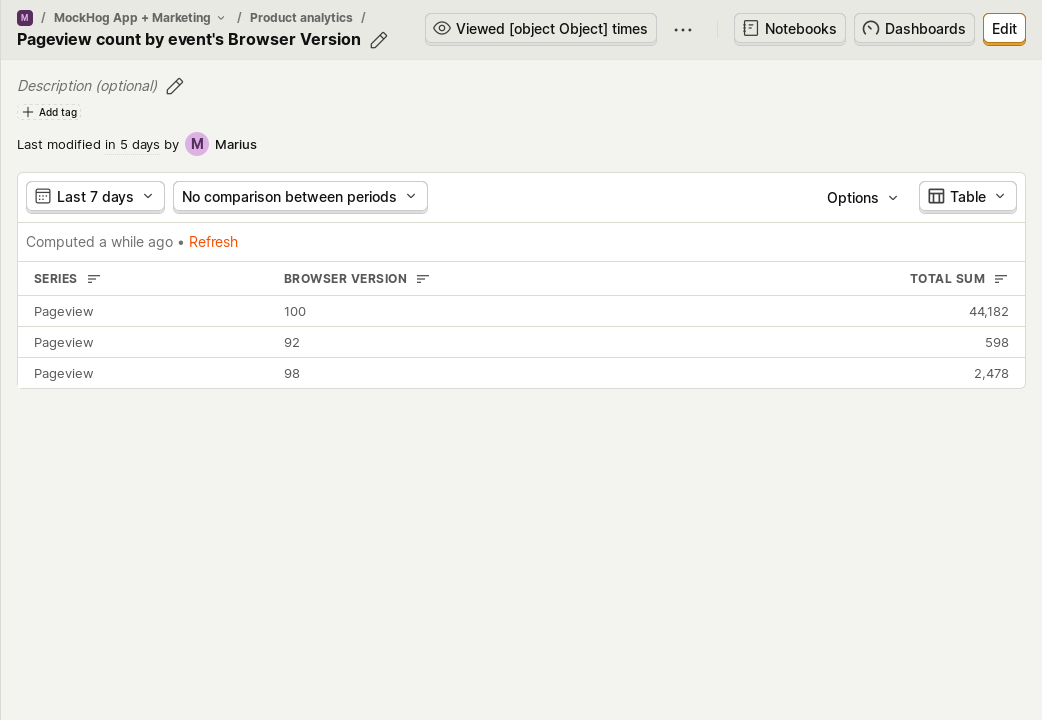 M / MockHog App + Marketing / Product analytics /
Pageview count by event's Browser Version
Viewed [object Object] times
Notebooks
Dashboards
Edit
Description (optional)
Add tag
Last modified in 5 days by M Marius
Last 7 days
No comparison between periods
Options
Table
Computed a while ago • Refresh
SERIES BROWSER VERSION TOTAL SUM
Pageview 100 44,182
Pageview 92 598
Pageview 98 2,478